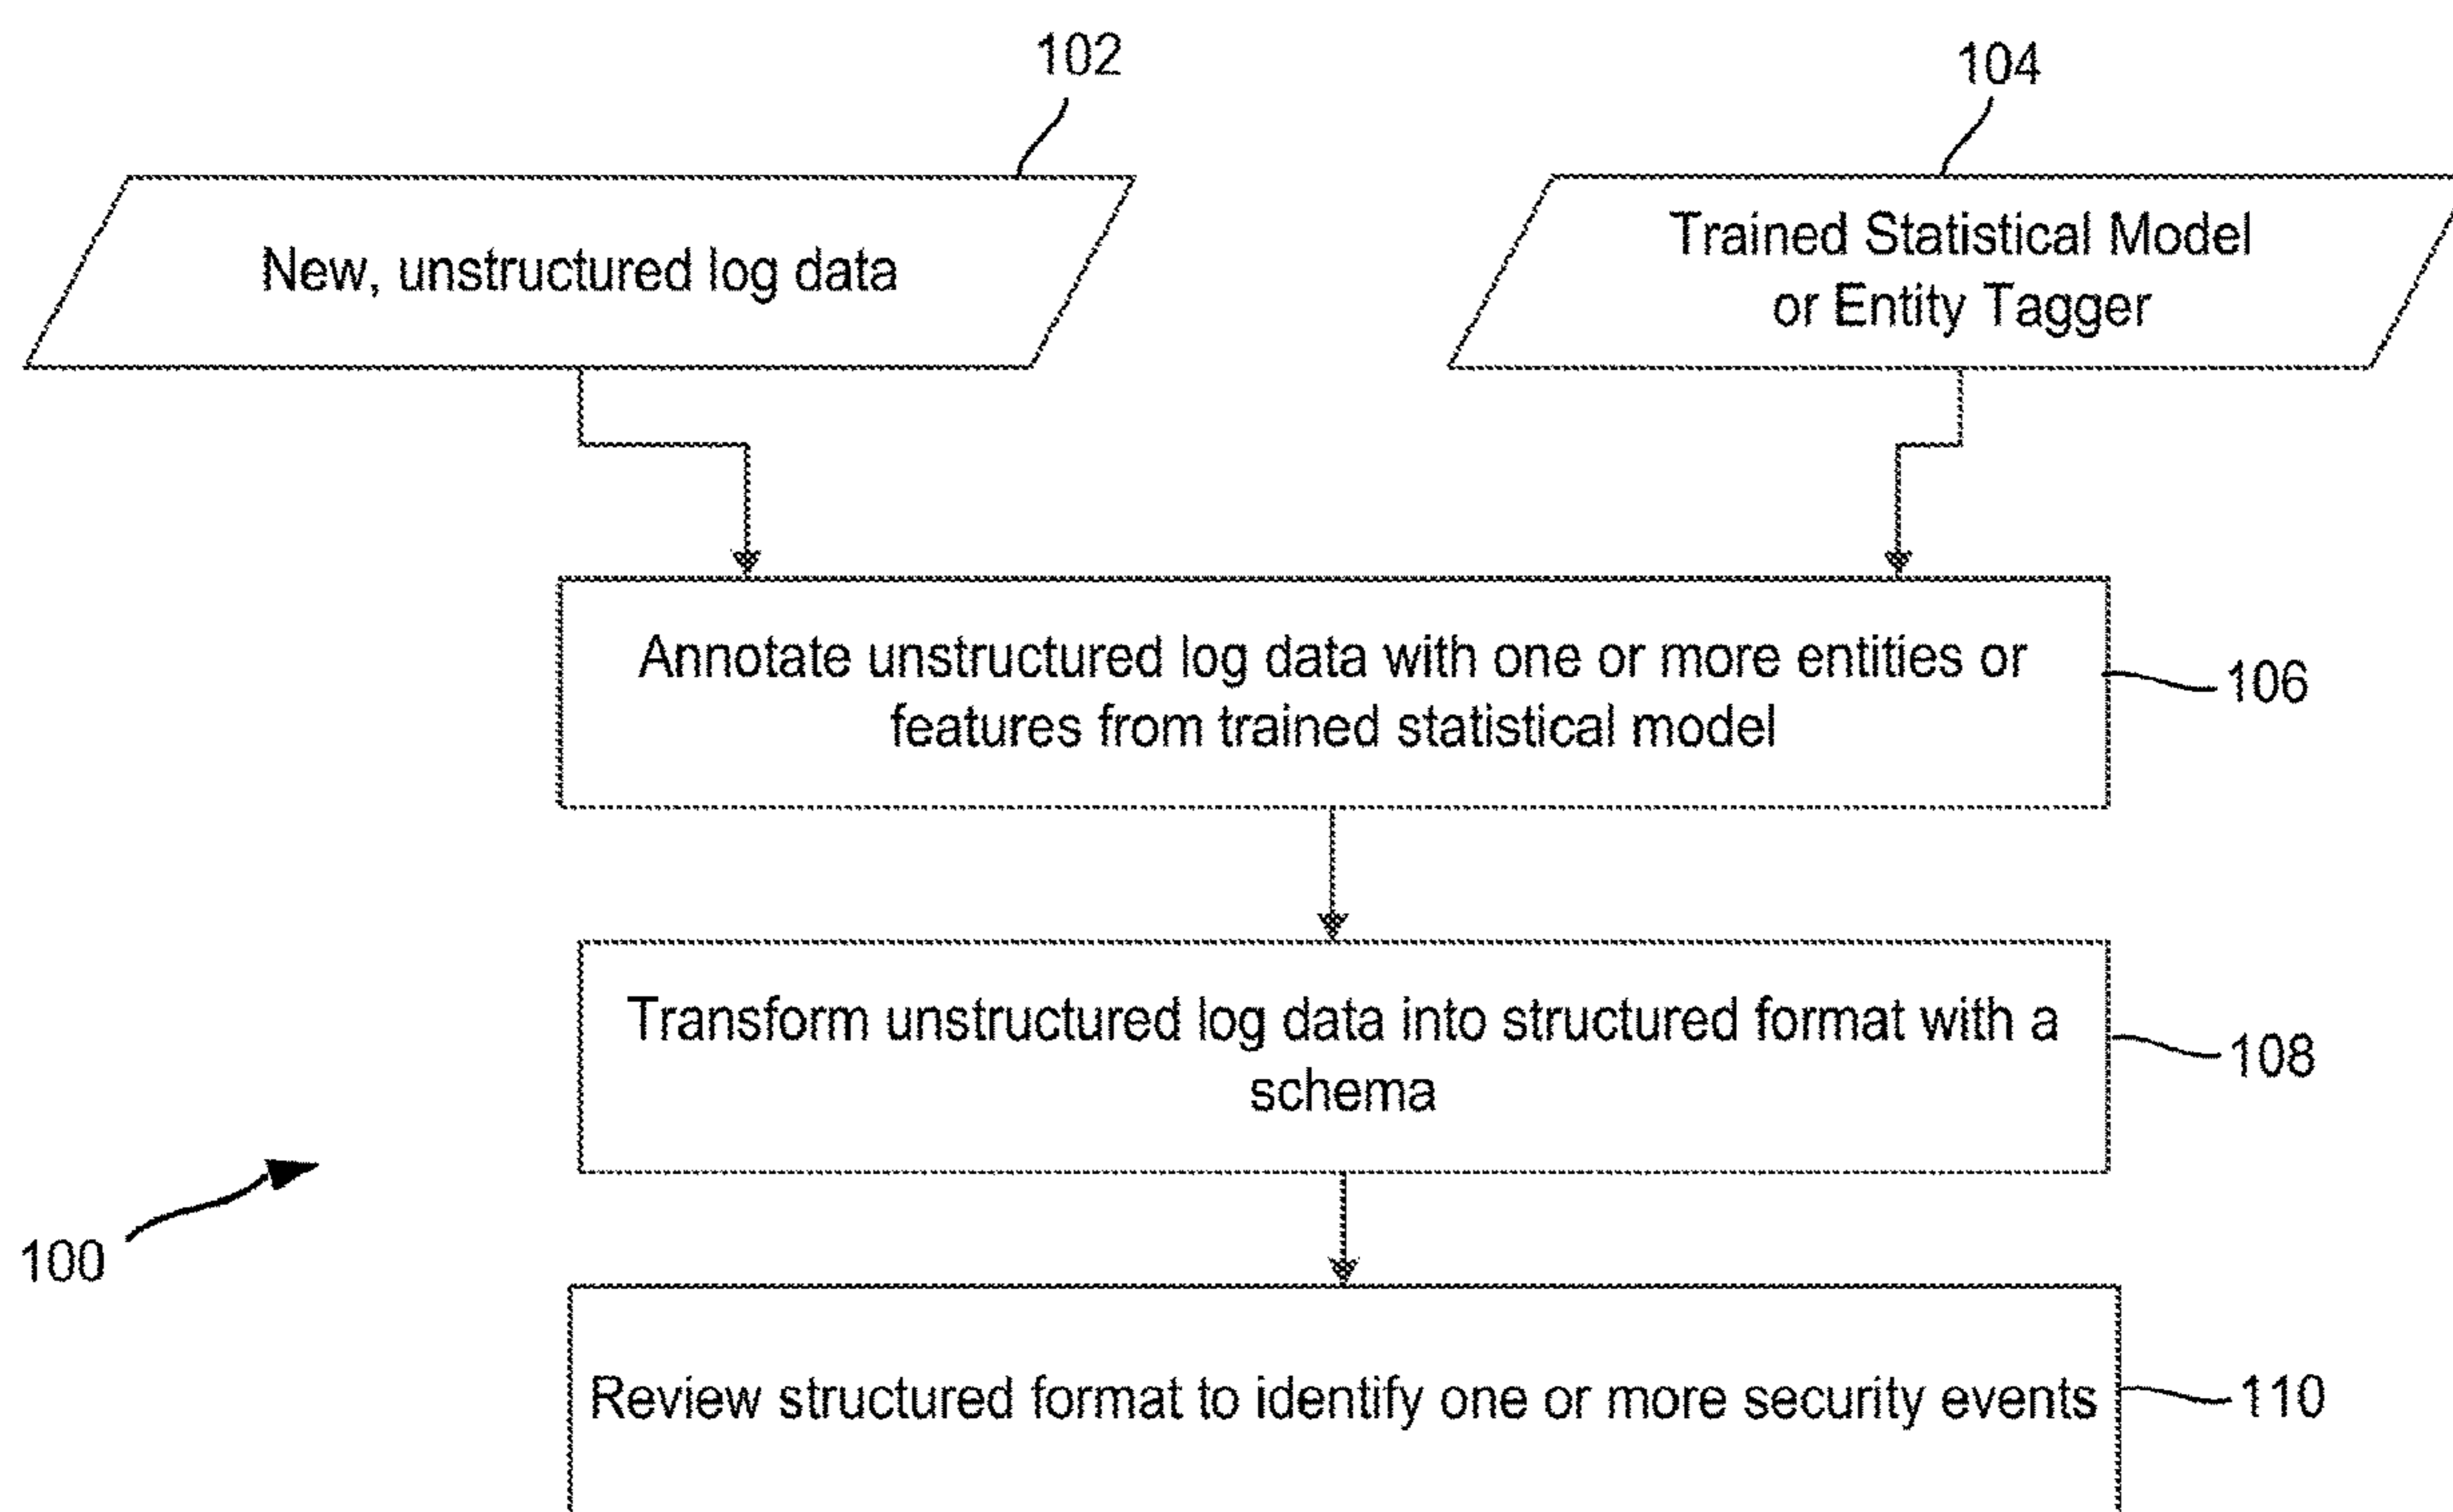 102
104
New, unstructured log data
Trained Statistical Model
or Entity Tagger
Annotate unstructured log data with one or more entities or
features from trained statistical model
106
Transform unstructured log data into structured format with a
schema
108
100
Review structured format to identify one or more security events
110